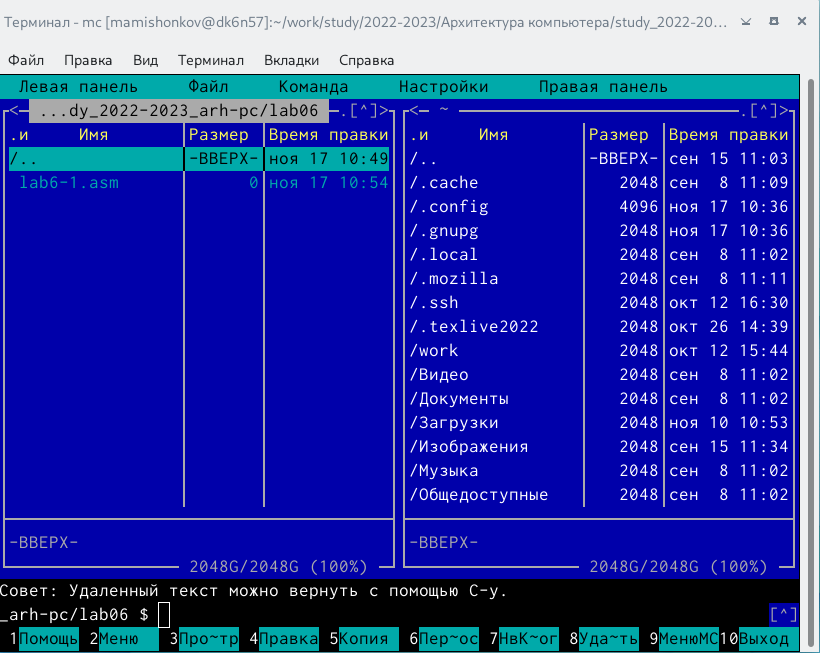 Терминал - mc [mamishonkov@dk6n57]:~/work/study/2022-2023/Архитектура компьютера/study_2022-20...
Файл Правка Вид Терминал Вкладки Справка
Левая панель Файл Команда Настройки Правая панель
<- ...dy_2022-2023_arh-pc/lab06 -.[^]>
.и Имя Размер Время правки
/.. -ВВЕРХ- ноя 17 10:49
lab6-1.asm 0 ноя 17 10:54
-ВВЕРХ-
2048G/2048G (100%)
<- ~ .[^]>
.и Имя Размер Время правки
/.. -ВВЕРХ- сен 15 11:03
/.cache 2048 сен 8 11:09
/.config 4096 ноя 17 10:36
/.gnupg 2048 ноя 17 10:36
/.local 2048 сен 8 11:02
/.mozilla 2048 сен 8 11:11
/.ssh 2048 окт 12 16:30
/.texlive2022 2048 окт 26 14:39
/work 2048 окт 12 15:44
/Видео 2048 сен 8 11:02
/Документы 2048 сен 8 11:02
/Загрузки 2048 ноя 10 10:53
/Изображения 2048 сен 15 11:34
/Музыка 2048 сен 8 11:02
/Общедоступные 2048 сен 8 11:02
-ВВЕРХ-
2048G/2048G (100%)
Совет: Удаленный текст можно вернуть с помощью C-y.
_arh-pc/lab06 $ [^]
1Помощь 2Меню 3Про~тр 4Правка 5Копия 6Пер~ос 7НвК~ог 8Уда~ть 9МенюMC 10Выход